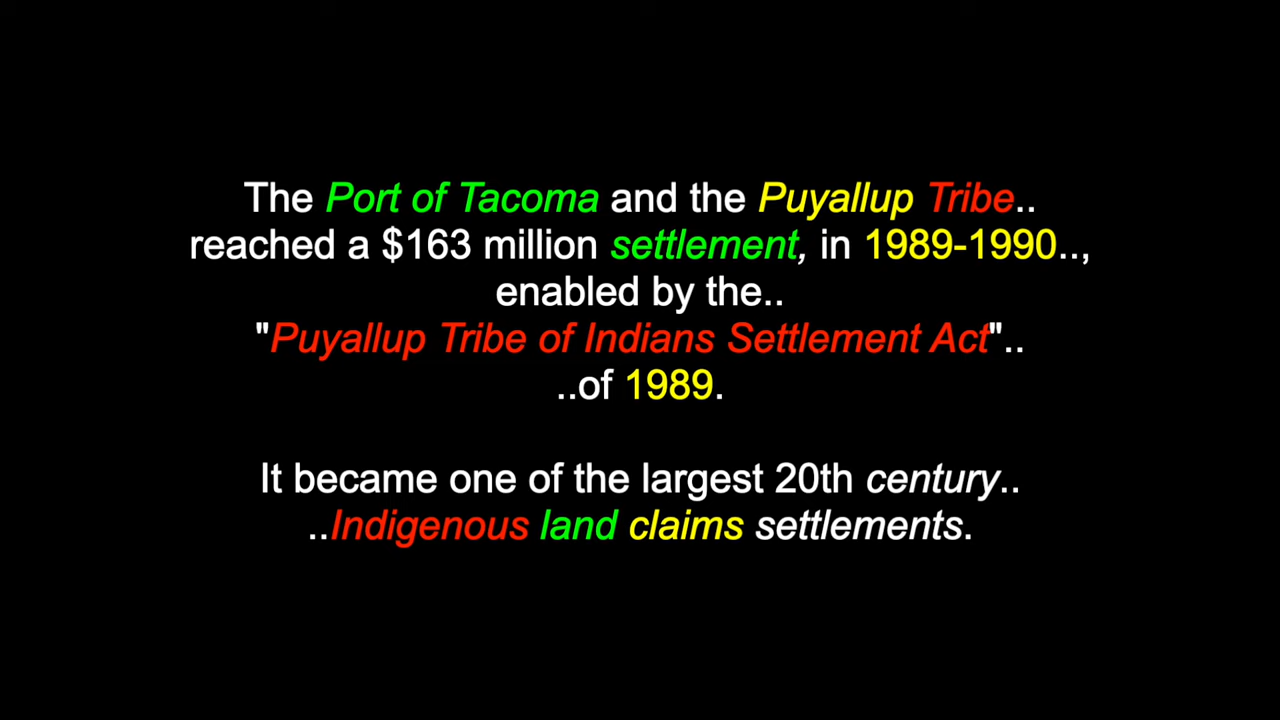 The Port of Tacoma and the Puyallup Tribe..
reached a $163 million settlement, in 1989-1990..,
enabled by the..
"Puyallup Tribe of Indians Settlement Act"..
..of 1989.
It became one of the largest 20th century..
..Indigenous land claims settlements.